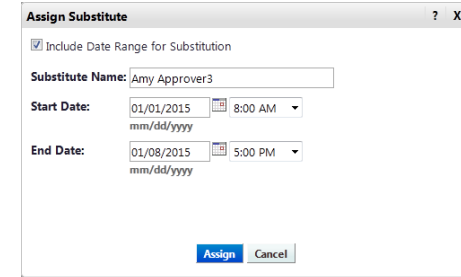 Assign Substitute ? X
Include Date Range for Substitution
Substitute Name: Amy Approver3
Start Date: 01/01/2015 8:00 AM
mm/dd/yyyy
End Date: 01/08/2015 5:00 PM
mm/dd/yyyy
Assign Cancel